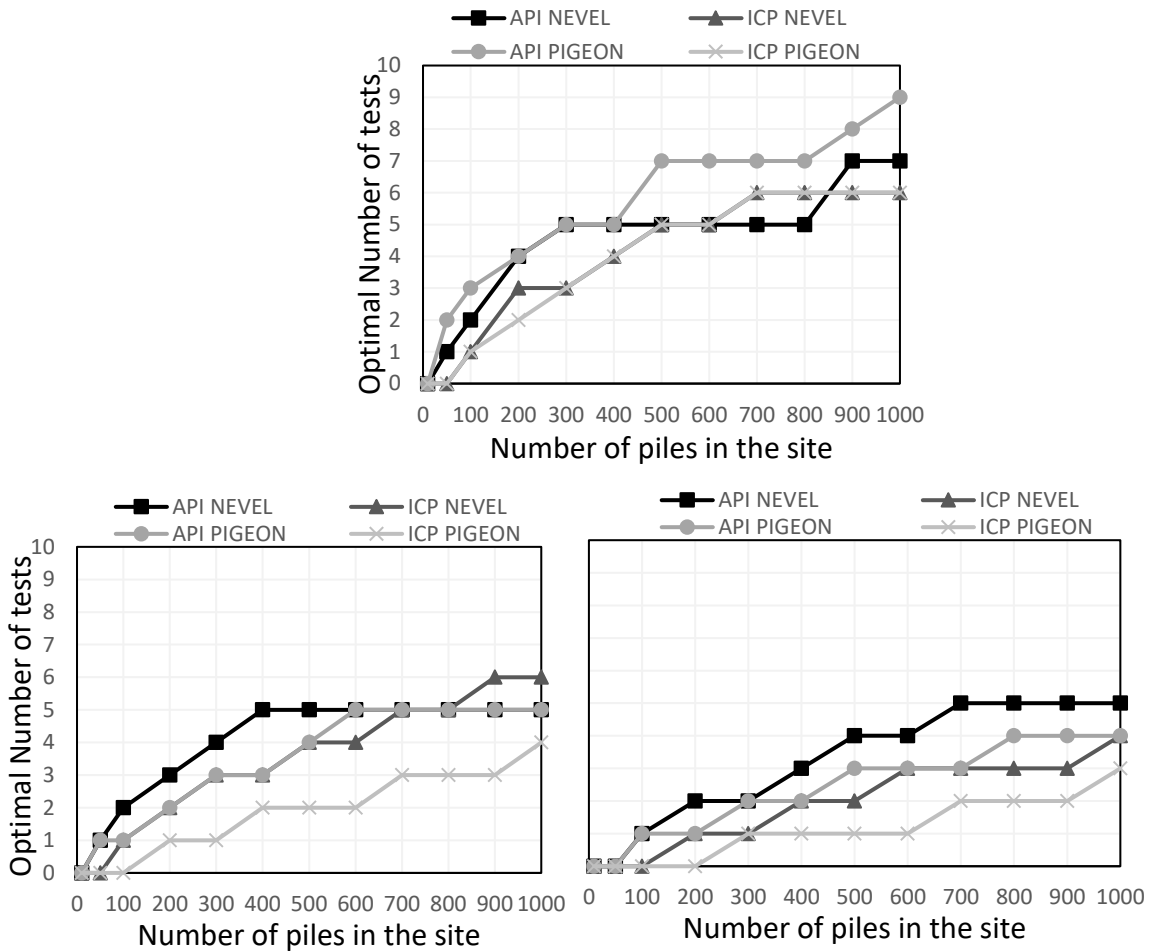 API NEVEL ICP NEVEL
API PIGEON ICP PIGEON
10
9
8
7
6
5
4
3
2
1
0
Optimal Number of tests
0 100 200 300 400 500 600 700 800 900 1000
Number of piles in the site
API NEVEL ICP NEVEL
API PIGEON ICP PIGEON
10
9
8
7
6
5
4
3
2
1
0
Optimal Number of tests
0 100 200 300 400 500 600 700 800 900 1000
Number of piles in the site
API NEVEL ICP NEVEL
API PIGEON ICP PIGEON
0 100 200 300 400 500 600 700 800 900 1000
Number of piles in the site